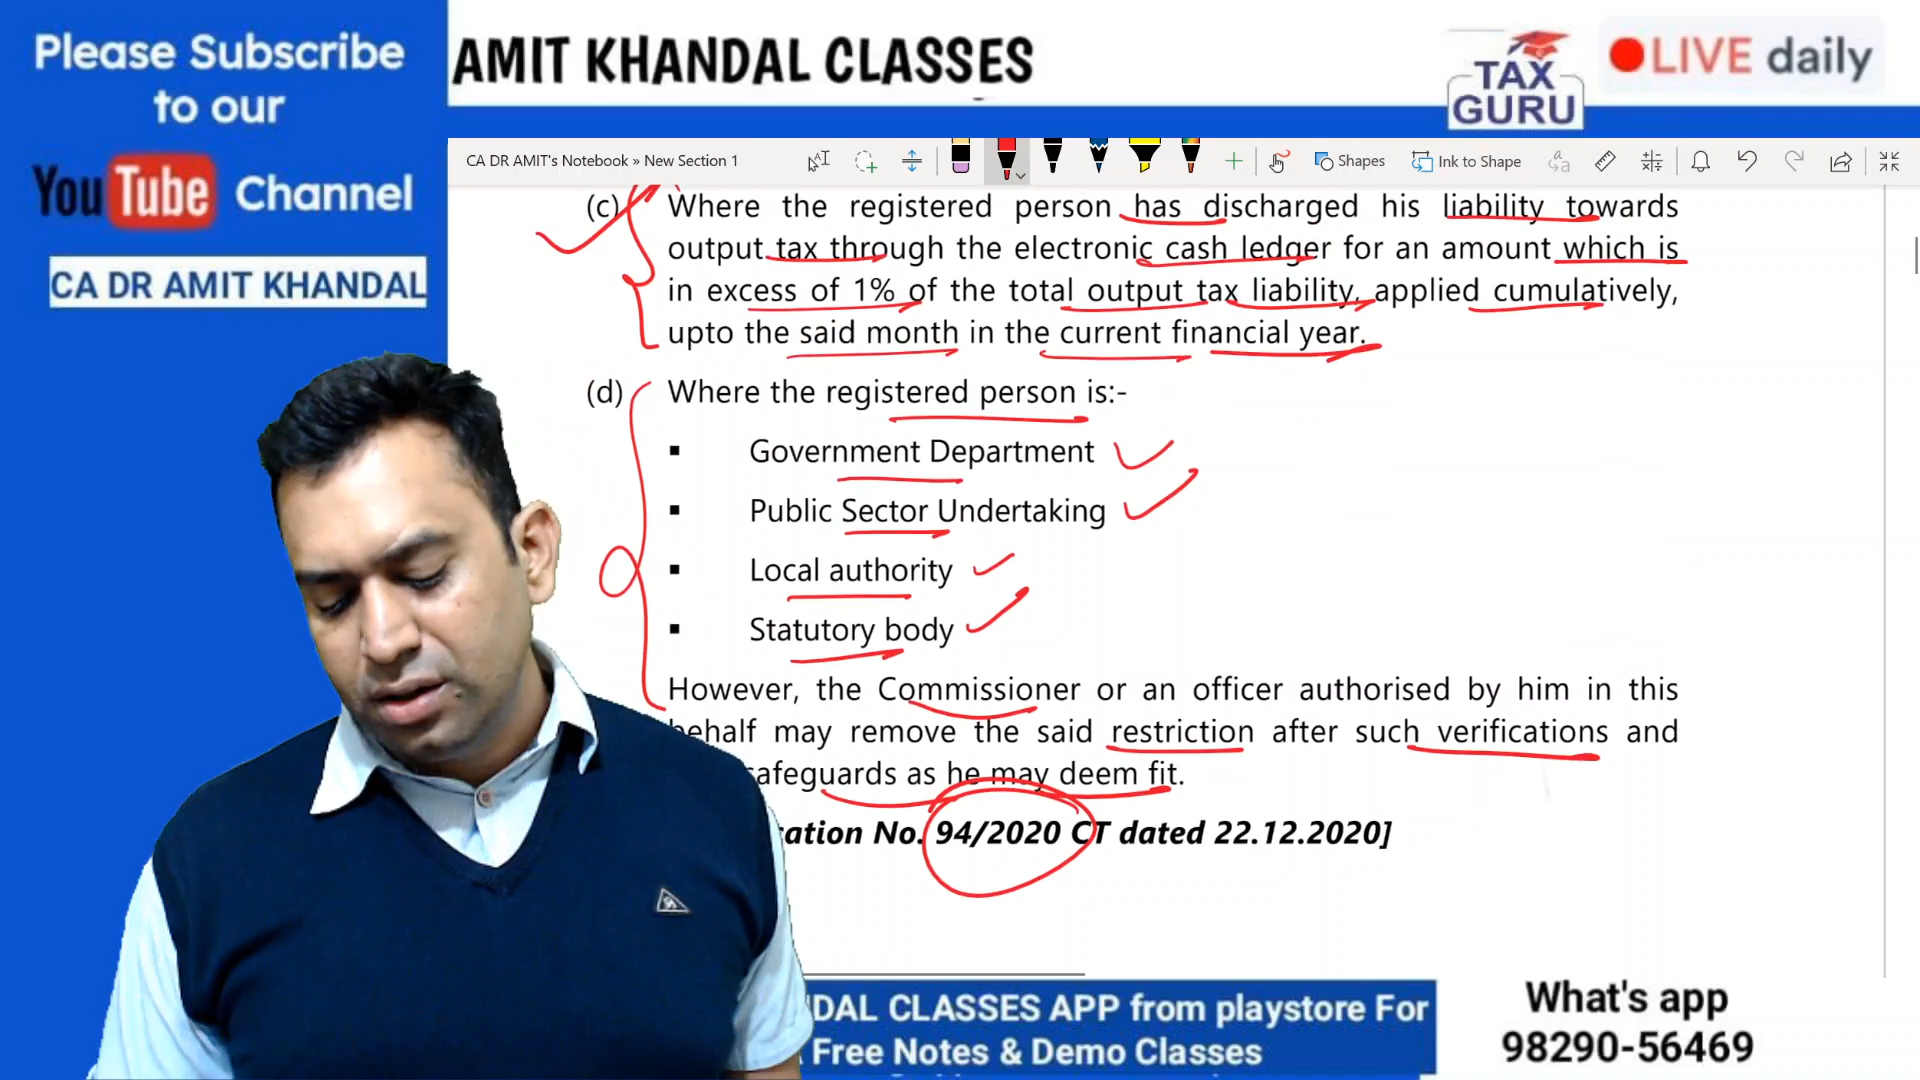 Please Subscribe
to our
YouTube Channel
CA DR AMIT KHANDAL
AMIT KHANDAL CLASSES
TAX
GURU
LIVE daily
CA DR AMIT's Notebook » New Section 1
Shapes
Ink to Shape
(c) Where the registered person has discharged his liability towards
output tax through the electronic cash ledger for an amount which is
in excess of 1% of the total output tax liability, applied cumulatively,
upto the said month in the current financial year.
(d) Where the registered person is:-
▪ Government Department
▪ Public Sector Undertaking
▪ Local authority
▪ Statutory body
However, the Commissioner or an officer authorised by him in this
behalf may remove the said restriction after such verifications and
safeguards as he may deem fit.
ation No. 94/2020 CT dated 22.12.2020]
DAL CLASSES APP from playstore For
Free Notes & Demo Classes
What's app
98290-56469